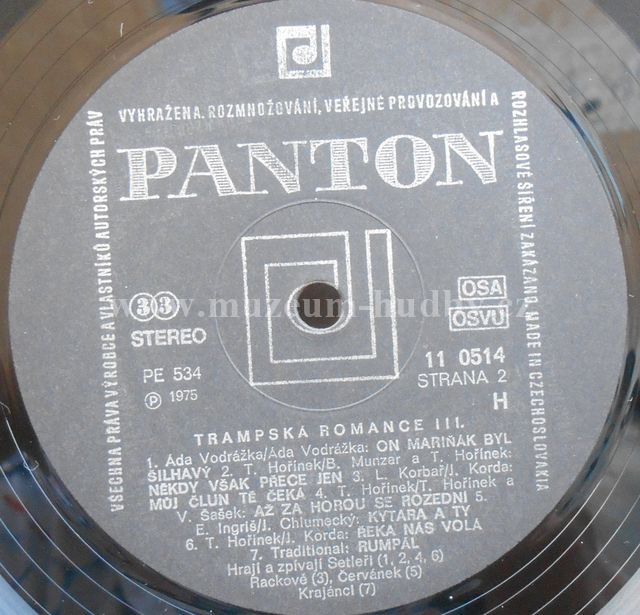 VYHRAŽENA. ROZMNOŽOVÁNÍ, VEŘEJNÉ PROVOZOVÁNÍ A
ROZHLASOVÉ ŠÍŘENÍ ZAKÁZÁNO. MADE IN CZECHOSLOVAKIA
VŠECHNA PRÁVA VÝROBCE A VLASTNÍKŮ AUTORSKÝCH PRÁV
PANTON
www.muzeum-hudby.cz
33
STEREO
OSA
OSVU
PE 534
11 0514
STRANA 2
Ⓟ 1975
H
TRAMPSKÁ ROMANCE III.
1. Áda Vodrážka/Áda Vodrážka: ON MARIŇÁK BYL
ŠILHAVÝ 2. T. Hořínek/B. Munzar a T. Hořínek:
NĚKDY VŠAK PŘECE JEN 3. L. Korbař/J. Korda:
MŮJ ČLUN TĚ ČEKÁ 4. T. Hořínek/T. Hořínek a
V. Šašek: AŽ ZA HOROU SE ROZEDNÍ 5.
E. Ingriš/J. Chlumecký: KYTARA A TY
6. T. Hořínek/J. Korda: ŘEKA NÁS VOLÁ
7. Traditional: RUMPÁL
Hrají a zpívají Setleři (1, 2, 4, 6)
Rackové (3), Červánek (5)
Krajánci (7)